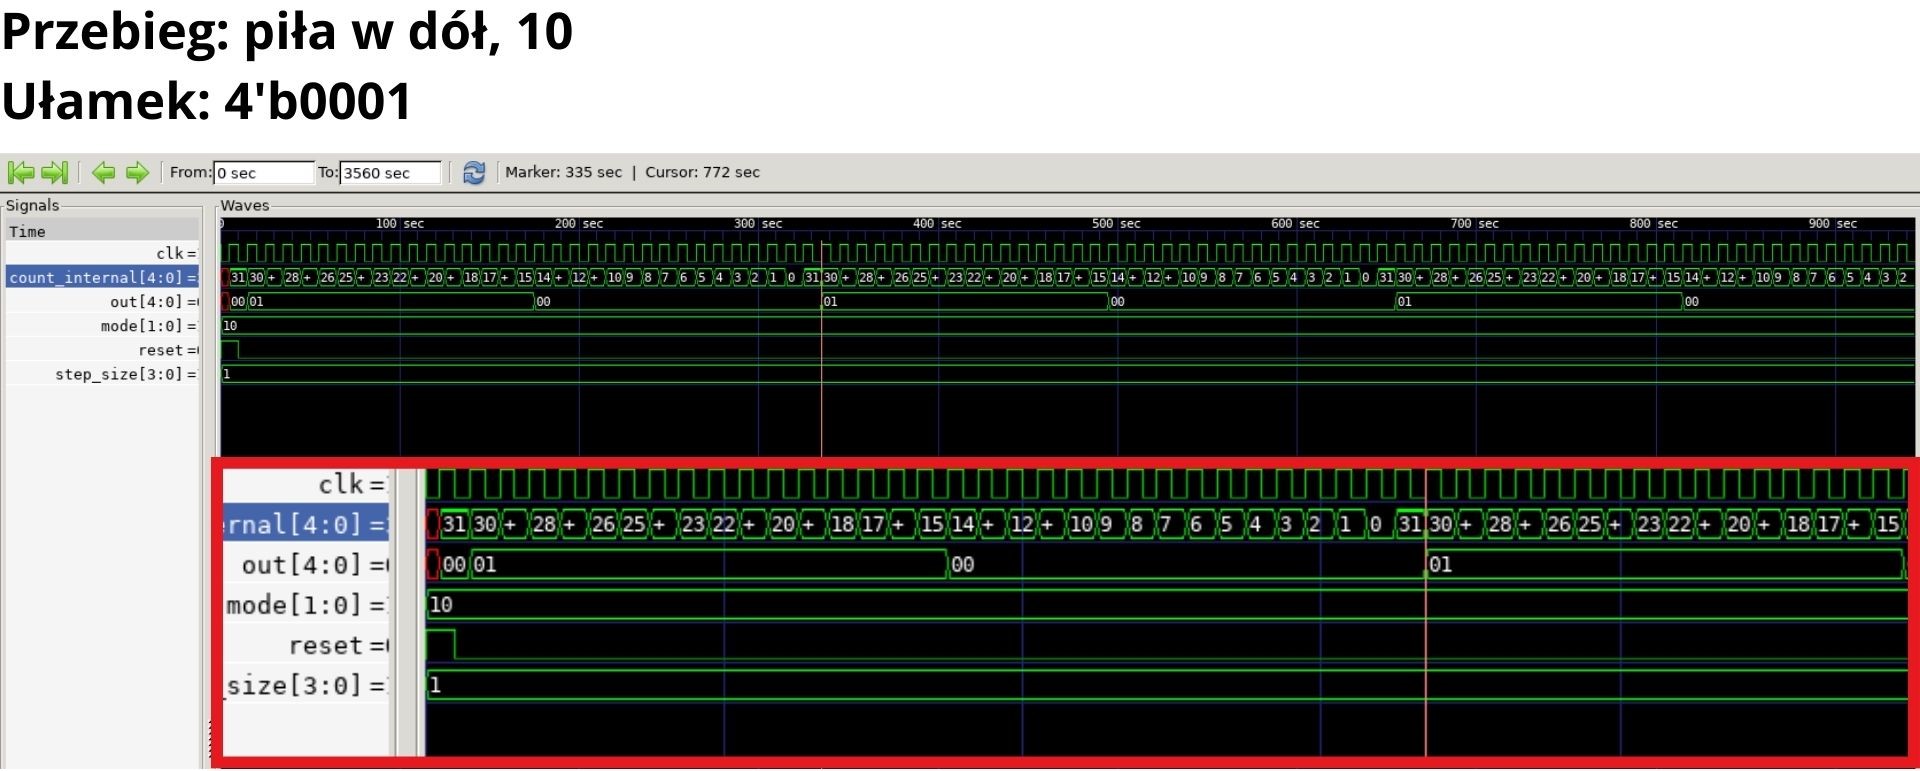 Przebieg: piła w dół, 10
Ułamek: 4'b0001
From: 0 sec To: 3560 sec Marker: 335 sec | Cursor: 772 sec
Signals Waves
Time 0 100 sec 200 sec 300 sec 400 sec 500 sec 600 sec 700 sec 800 sec 900 sec
clk =
count_internal[4:0] = 31 30 + 28 + 26 25 + 23 22 + 20 + 18 17 + 15 14 + 12 + 10 9 8 7 6 5 4 3 2 1 0 31 30 + 28 + 26 25 + 23 22 + 20 + 18 17 + 15 14 + 12 + 10 9 8 7 6 5 4 3 2 1 0 31 30 + 28 + 26 25 + 23 22 + 20 + 18 17 + 15 14 + 12 + 10 9 8 7 6 5 4 3 2
out[4:0] = 00 01 00 01 00 01 00
mode[1:0] = 10
reset =
step_size[3:0] = 1
clk =
rnal[4:0] = 31 30 + 28 + 26 25 + 23 22 + 20 + 18 17 + 15 14 + 12 + 10 9 8 7 6 5 4 3 2 1 0 31 30 + 28 + 26 25 + 23 22 + 20 + 18 17 + 15
out[4:0] = 00 01 00 01
mode[1:0] = 10
reset =
_size[3:0] = 1